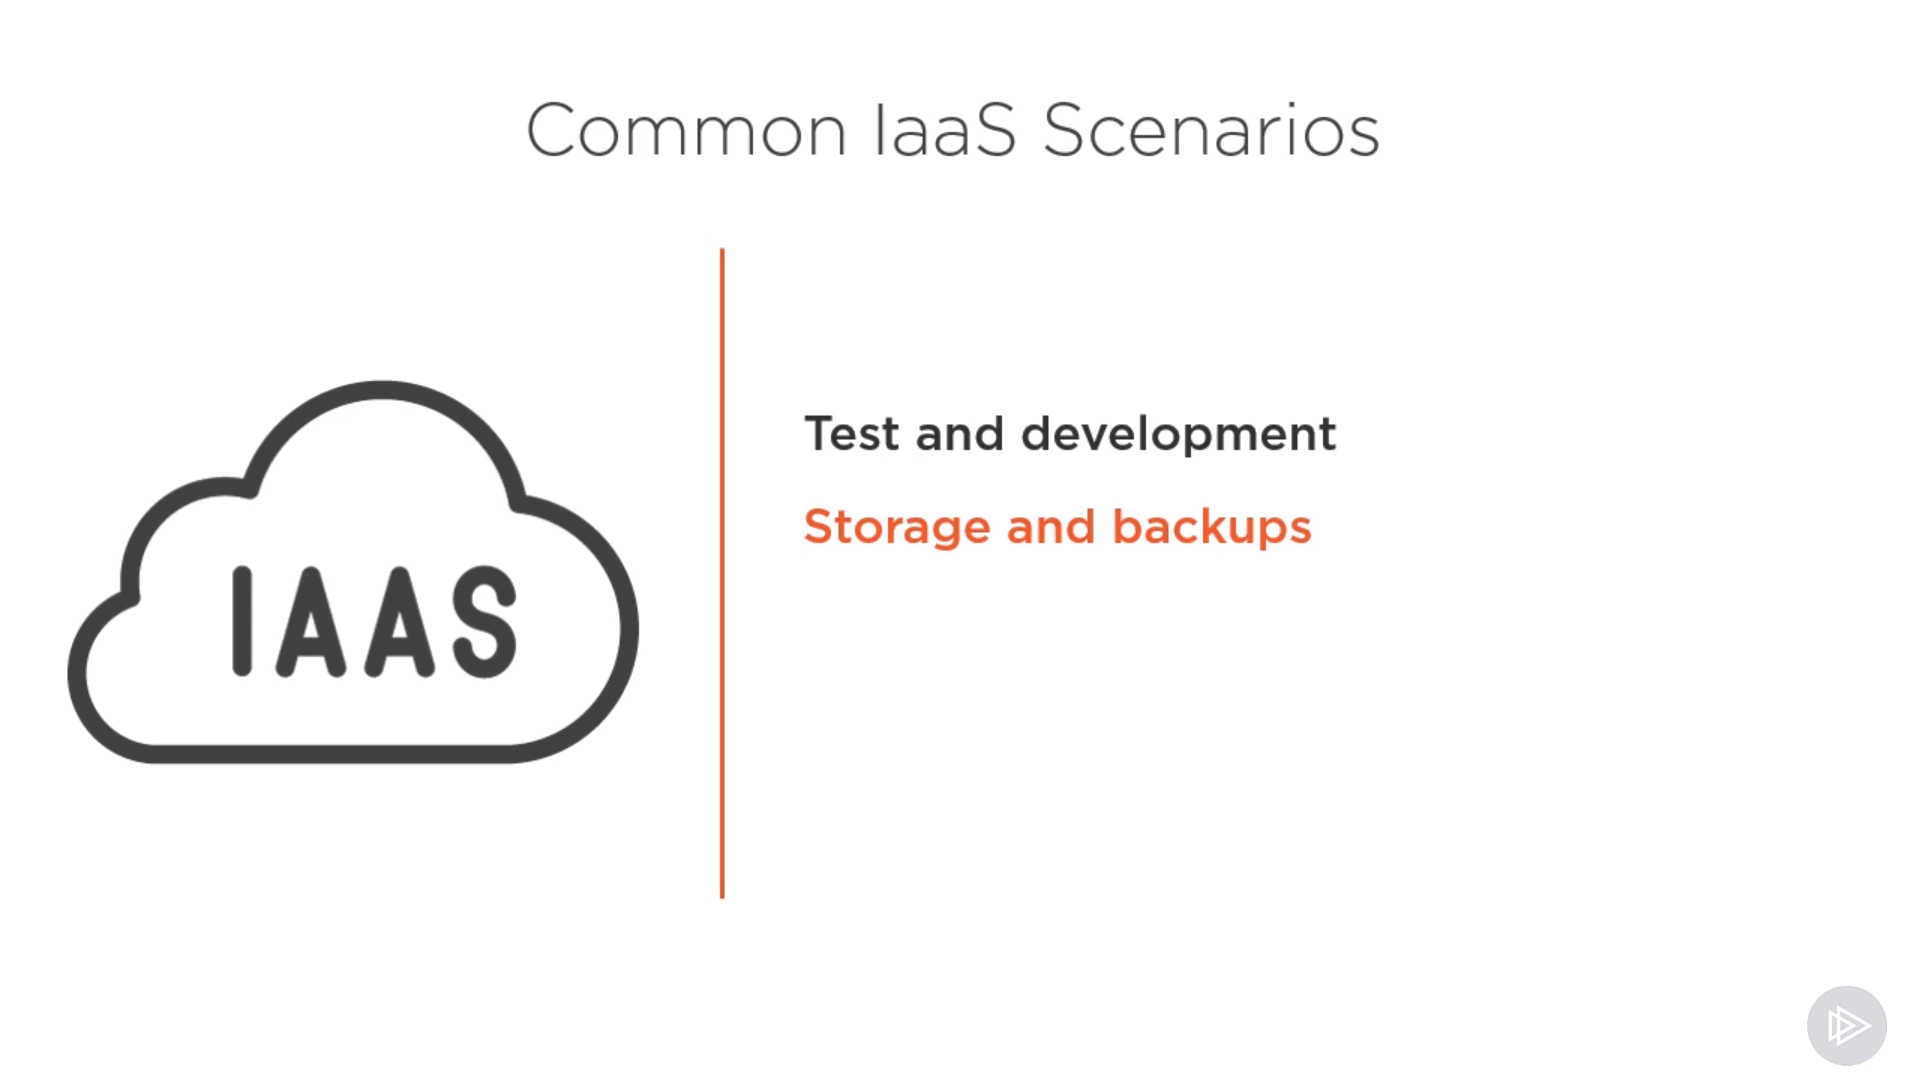 Common IaaS Scenarios
IAAS
Test and development
Storage and backups